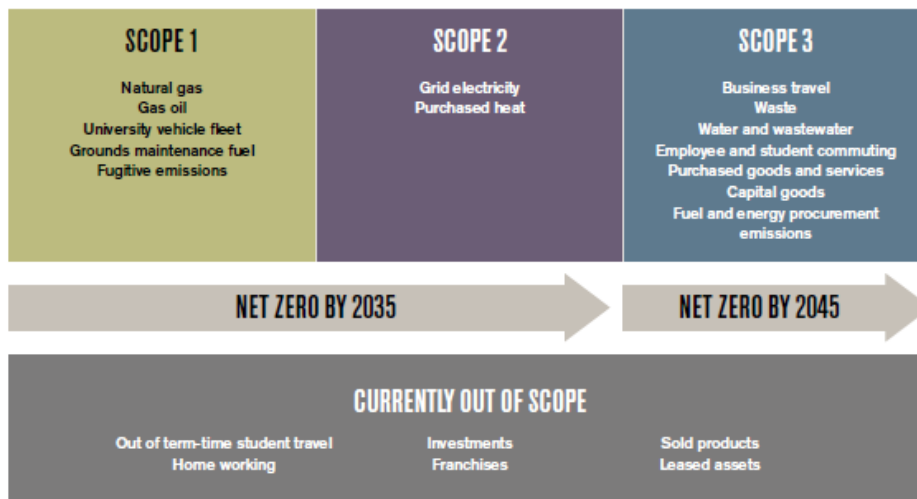 SCOPE 1
Natural gas
Gas oil
University vehicle fleet
Grounds maintenance fuel
Fugitive emissions
SCOPE 2
Grid electricity
Purchased heat
SCOPE 3
Business travel
Waste
Water and wastewater
Employee and student commuting
Purchased goods and services
Capital goods
Fuel and energy procurement
emissions
NET ZERO BY 2035
NET ZERO BY 2045
CURRENTLY OUT OF SCOPE
Out of term-time student travel
Home working
Investments
Franchises
Sold products
Leased assets